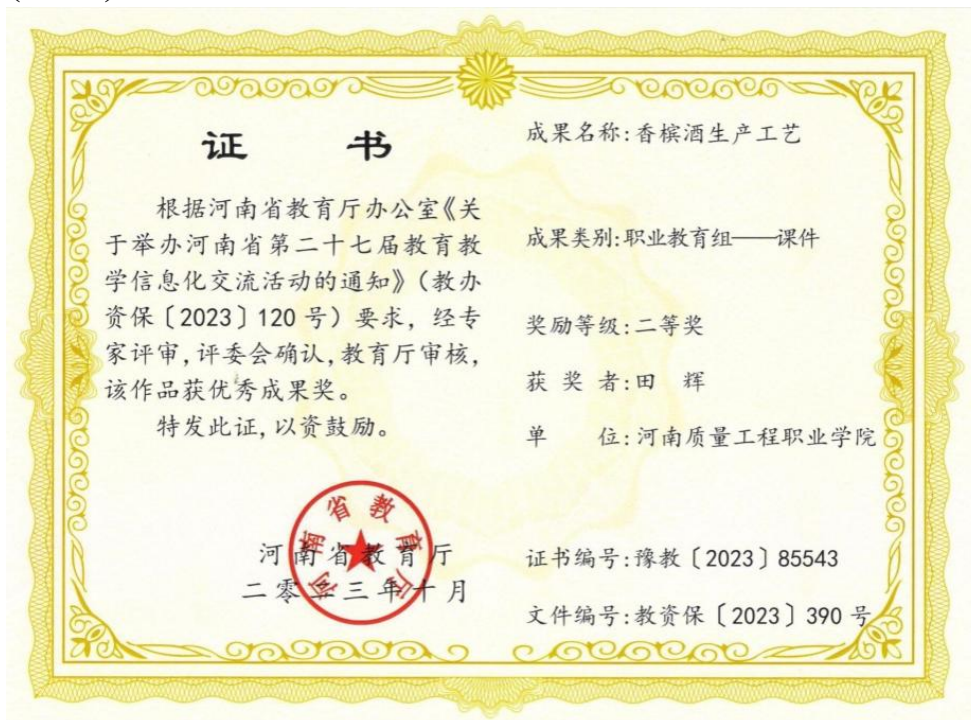 证 书
根据河南省教育厅办公室《关
于举办河南省第二十七届教育教
学信息化交流活动的通知》(教办
资保〔2023〕120号)要求, 经专
家评审,评委会确认,教育厅审核,
该作品获优秀成果奖。
特发此证,以资鼓励。
河南省教育厅
二零二三年十月
河南省教育厅
成果名称:香槟酒生产工艺
成果类别:职业教育组——课件
奖励等级:二等奖
获 奖 者:田 辉
单 位:河南质量工程职业学院
证书编号:豫教〔2023〕85543
文件编号:教资保〔2023〕390号